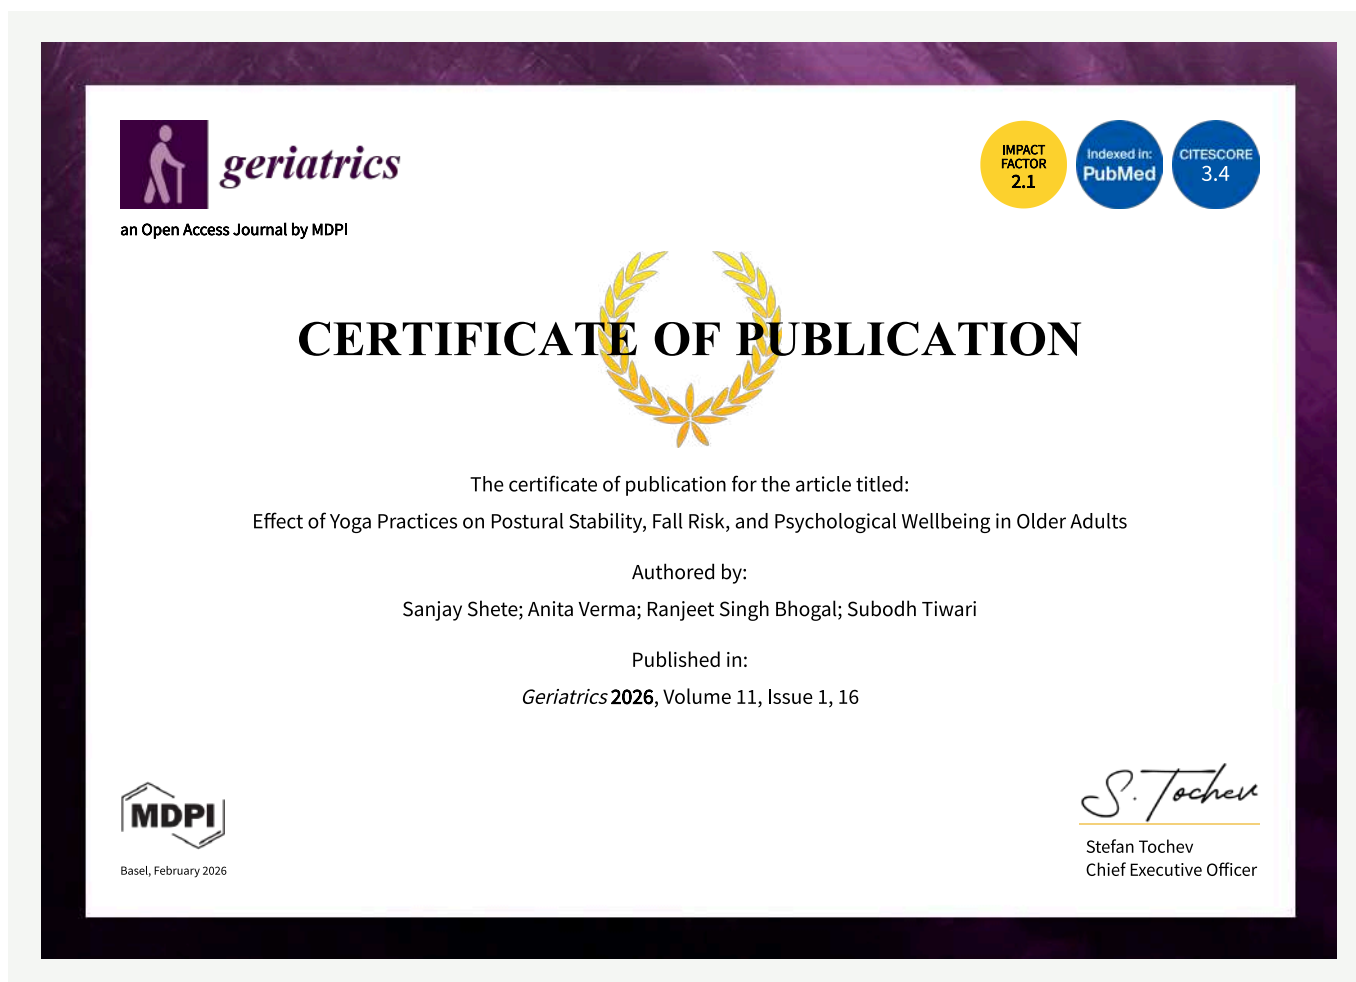 geriatrics
an Open Access Journal by MDPI
IMPACT
FACTOR
2.1
Indexed in:
PubMed
CITESCORE
3.4
CERTIFICATE OF PUBLICATION
The certificate of publication for the article titled:
Effect of Yoga Practices on Postural Stability, Fall Risk, and Psychological Wellbeing in Older Adults
Authored by:
Sanjay Shete; Anita Verma; Ranjeet Singh Bhogal; Subodh Tiwari
Published in:
Geriatrics 2026, Volume 11, Issue 1, 16
MDPI
Basel, February 2026
S. Tochev
Stefan Tochev
Chief Executive Officer